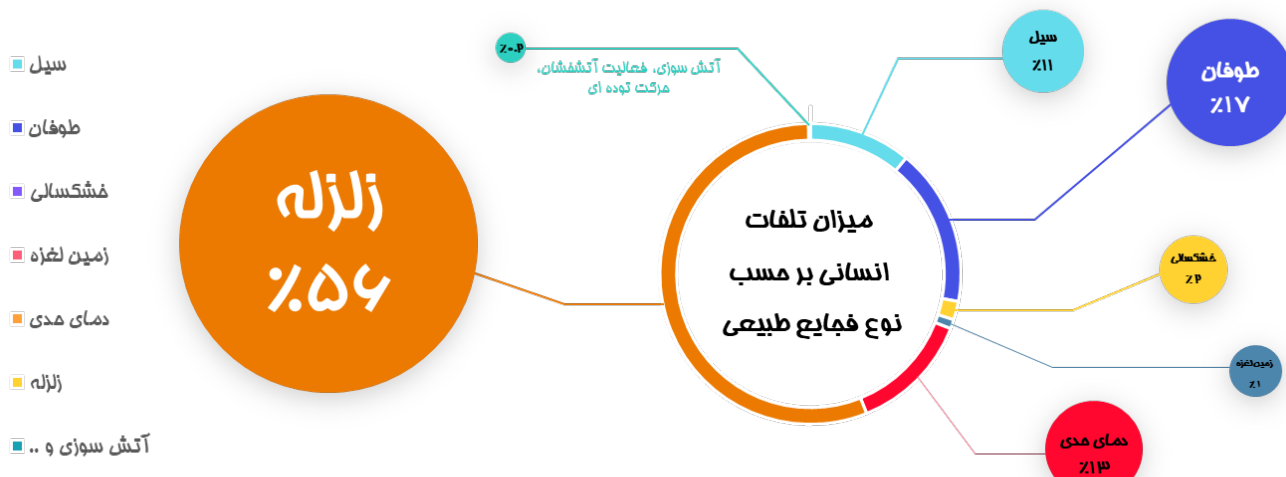 سیل
طوفان
خشکسالی
زمین لغزه
دمای حدی
زلزله
آتش سوزی و ..
زلزله
٪۵۶
٪۰.۲
آتش سوزی، فعالیت آتشفشان،
حرکت توده ای
سیل
٪۱۱
طوفان
٪۱۷
میزان تلفات
انسانی بر حسب
نوع فجایع طبیعی
خشکسالی
٪۲
زمین‌لغزه
٪۱
دمای حدی
٪۱۳